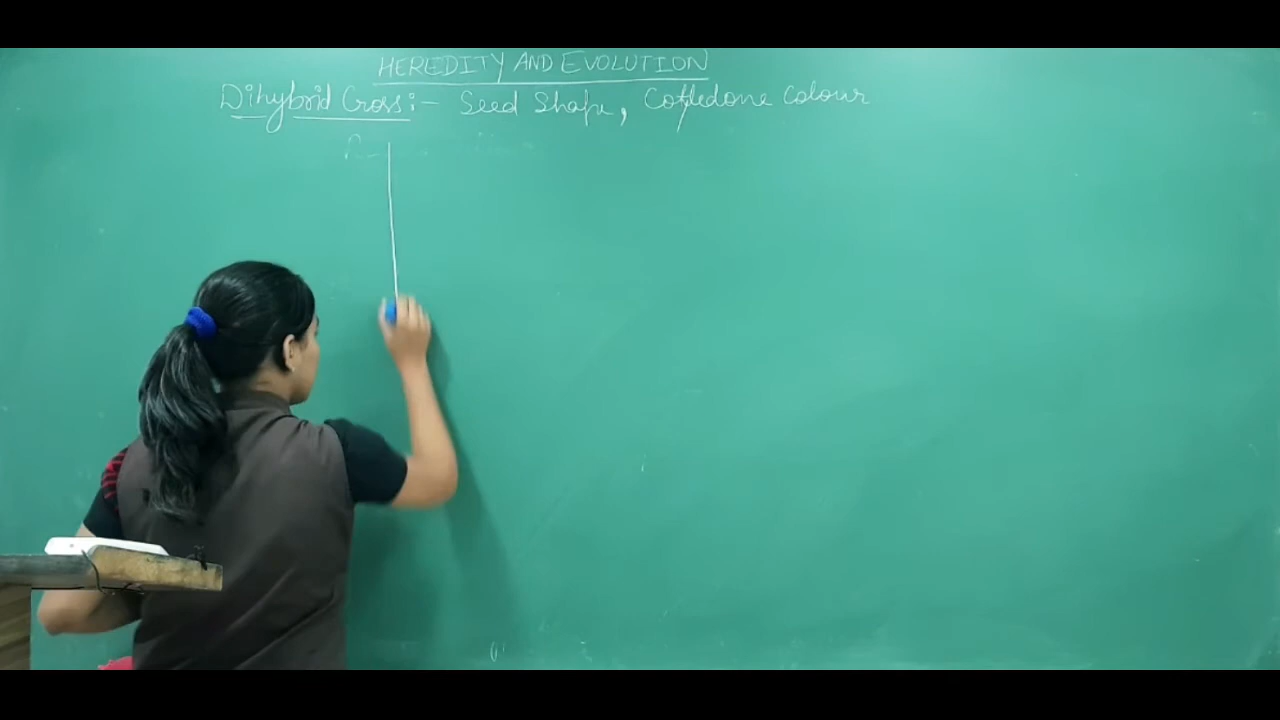 HEREDITY AND EVOLUTION
Dihybrid Cross:- Seed Shape, Cotyledone Colour